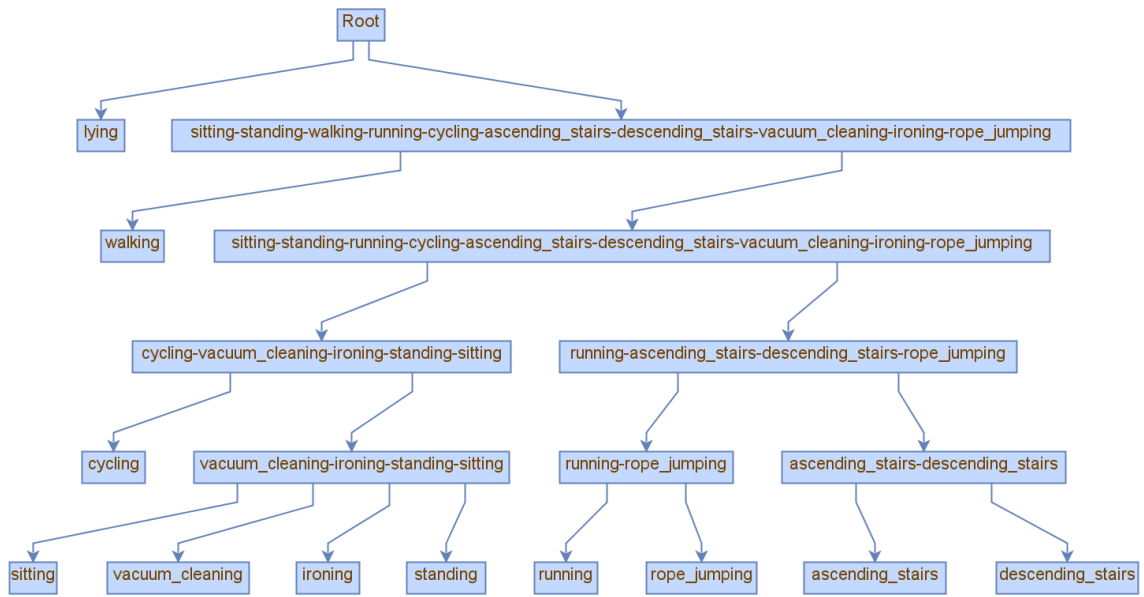 Root
lying
sitting-standing-walking-running-cycling-ascending_stairs-descending_stairs-vacuum_cleaning-ironing-rope_jumping
walking
sitting-standing-running-cycling-ascending_stairs-descending_stairs-vacuum_cleaning-ironing-rope_jumping
cycling-vacuum_cleaning-ironing-standing-sitting
running-ascending_stairs-descending_stairs-rope_jumping
cycling
vacuum_cleaning-ironing-standing-sitting
running-rope_jumping
ascending_stairs-descending_stairs
sitting
vacuum_cleaning
ironing
standing
running
rope_jumping
ascending_stairs
descending_stairs